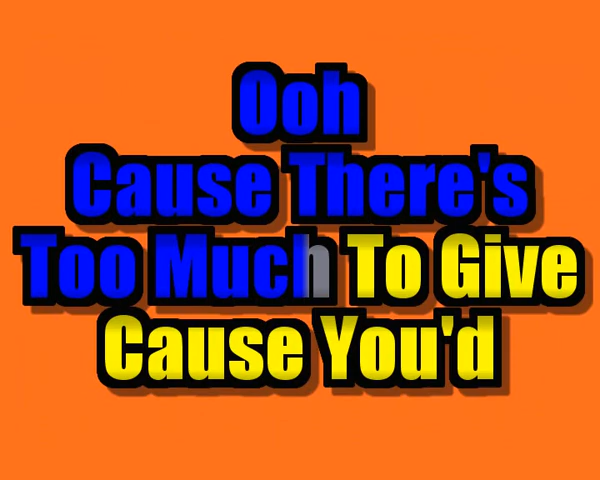 Ooh
Cause There's
Too Much To Give
Cause You'd